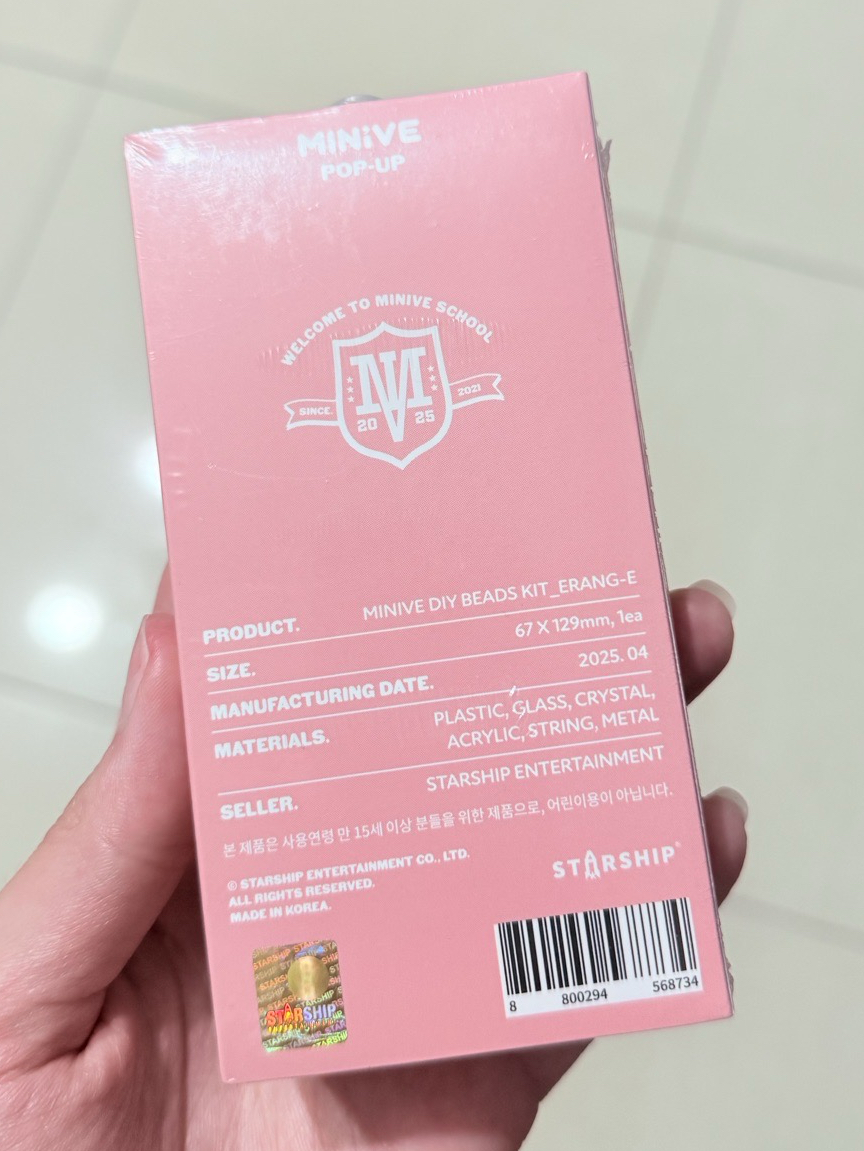 MINiVE
POP-UP
WELCOME TO MINIVE SCHOOL
SINCE.
2021
MV
20 25
PRODUCT. MINIVE DIY BEADS KIT_ERANG-E
SIZE. 67 X 129mm, 1ea
MANUFACTURING DATE. 2025. 04
MATERIALS. PLASTIC, GLASS, CRYSTAL,
ACRYLIC, STRING, METAL
SELLER. STARSHIP ENTERTAINMENT
본 제품은 사용연령 만 15세 이상 분들을 위한 제품으로, 어린이용이 아닙니다.
© STARSHIP ENTERTAINMENT CO., LTD.
ALL RIGHTS RESERVED.
MADE IN KOREA.
STARSHIP®
STARSHIP
8 800294 568734